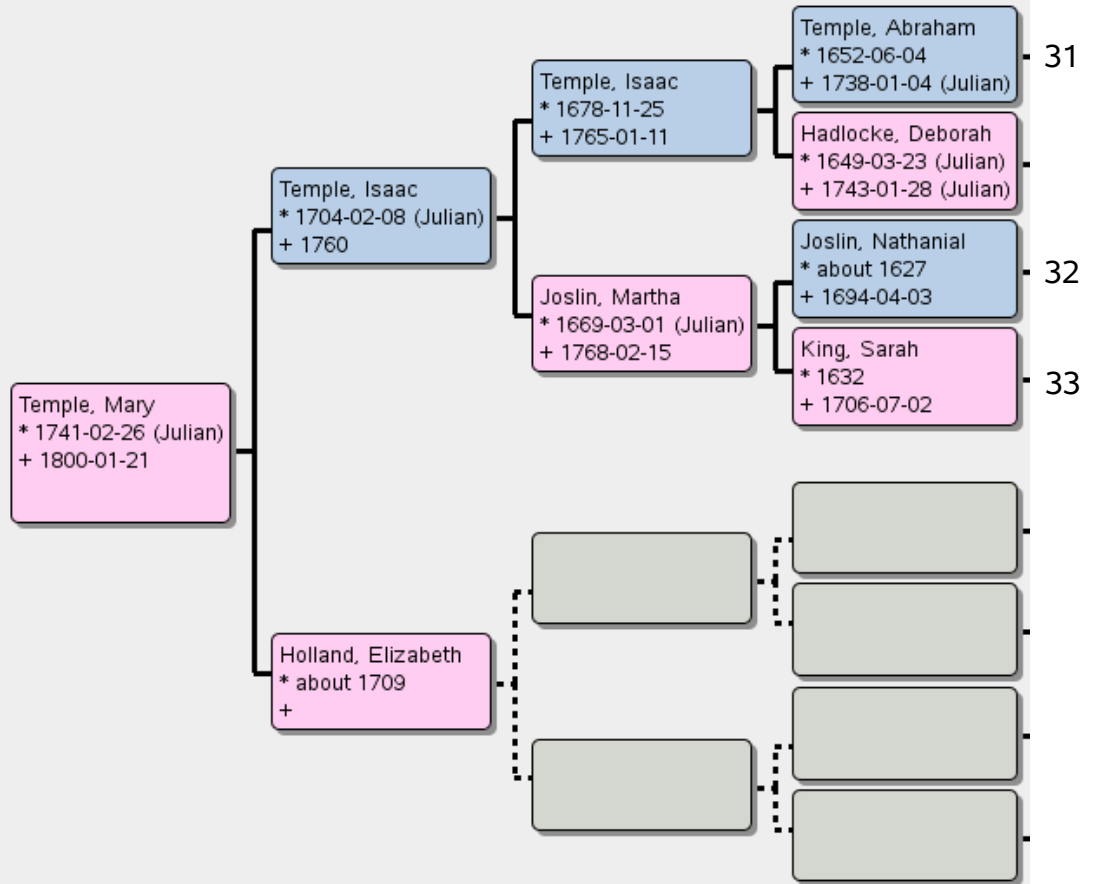 Temple, Abraham
* 1652-06-04
+ 1738-01-04 (Julian)
31
Hadlocke, Deborah
* 1649-03-23 (Julian)
+ 1743-01-28 (Julian)
Temple, Isaac
* 1678-11-25
+ 1765-01-11
Temple, Isaac
* 1704-02-08 (Julian)
+ 1760
Joslin, Nathanial
* about 1627
+ 1694-04-03
32
Joslin, Martha
* 1669-03-01 (Julian)
+ 1768-02-15
King, Sarah
* 1632
+ 1706-07-02
33
Temple, Mary
* 1741-02-26 (Julian)
+ 1800-01-21
Holland, Elizabeth
* about 1709
+